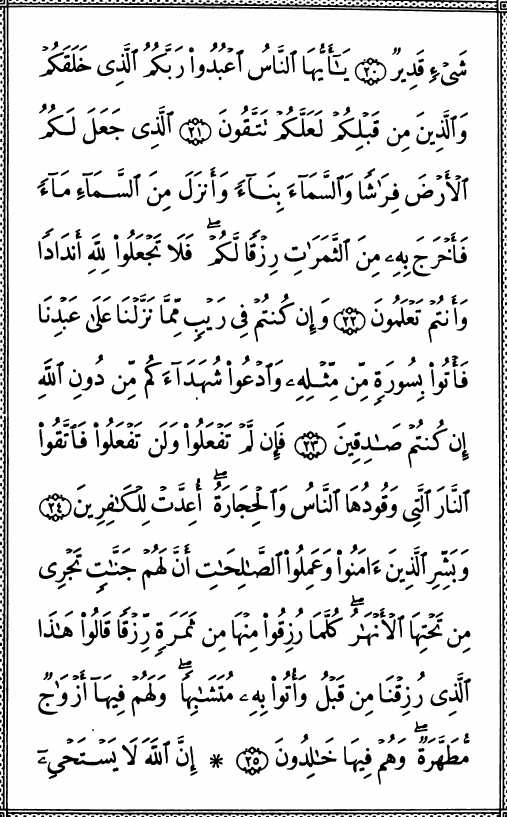 شَىۡءٖ قَدِيرٞ ٢٠ يَٰٓأَيُّهَا ٱلنَّاسُ ٱعۡبُدُواْ رَبَّكُمُ ٱلَّذِى خَلَقَكُمۡ
وَٱلَّذِينَ مِن قَبۡلِكُمۡ لَعَلَّكُمۡ تَتَّقُونَ ٢١ ٱلَّذِى جَعَلَ لَكُمُ
ٱلۡأَرۡضَ فِرَٰشٗا وَٱلسَّمَآءَ بِنَآءٗ وَأَنزَلَ مِنَ ٱلسَّمَآءِ مَآءٗ
فَأَخۡرَجَ بِهِۦ مِنَ ٱلثَّمَرَٰتِ رِزۡقٗا لَّكُمۡۖ فَلَا تَجۡعَلُواْ لِلَّهِ أَندَادٗا
وَأَنتُمۡ تَعۡلَمُونَ ٢٢ وَإِن كُنتُمۡ فِى رَيۡبٖ مِّمَّا نَزَّلۡنَا عَلَىٰ عَبۡدِنَا
فَأۡتُواْ بِسُورَةٖ مِّن مِّثۡلِهِۦ وَٱدۡعُواْ شُهَدَآءَكُم مِّن دُونِ ٱللَّهِ
إِن كُنتُمۡ صَٰدِقِينَ ٢٣ فَإِن لَّمۡ تَفۡعَلُواْ وَلَن تَفۡعَلُواْ فَٱتَّقُواْ
ٱلنَّارَ ٱلَّتِى وَقُودُهَا ٱلنَّاسُ وَٱلۡحِجَارَةُۖ أُعِدَّتۡ لِلۡكَٰفِرِينَ ٢٤
وَبَشِّرِ ٱلَّذِينَ ءَامَنُواْ وَعَمِلُواْ ٱلصَّٰلِحَٰتِ أَنَّ لَهُمۡ جَنَّٰتٖ تَجۡرِى
مِن تَحۡتِهَا ٱلۡأَنۡهَٰرُۖ كُلَّمَا رُزِقُواْ مِنۡهَا مِن ثَمَرَةٖ رِّزۡقٗا قَالُواْ هَٰذَا
ٱلَّذِى رُزِقۡنَا مِن قَبۡلُ وَأُتُواْ بِهِۦ مُتَشَٰبِهٗاۖ وَلَهُمۡ فِيهَآ أَزۡوَٰجٞ
مُّطَهَّرَةٞۖ وَهُمۡ فِيهَا خَٰلِدُونَ ٢٥ * إِنَّ ٱللَّهَ لَا يَسۡتَحۡىِۦٓ